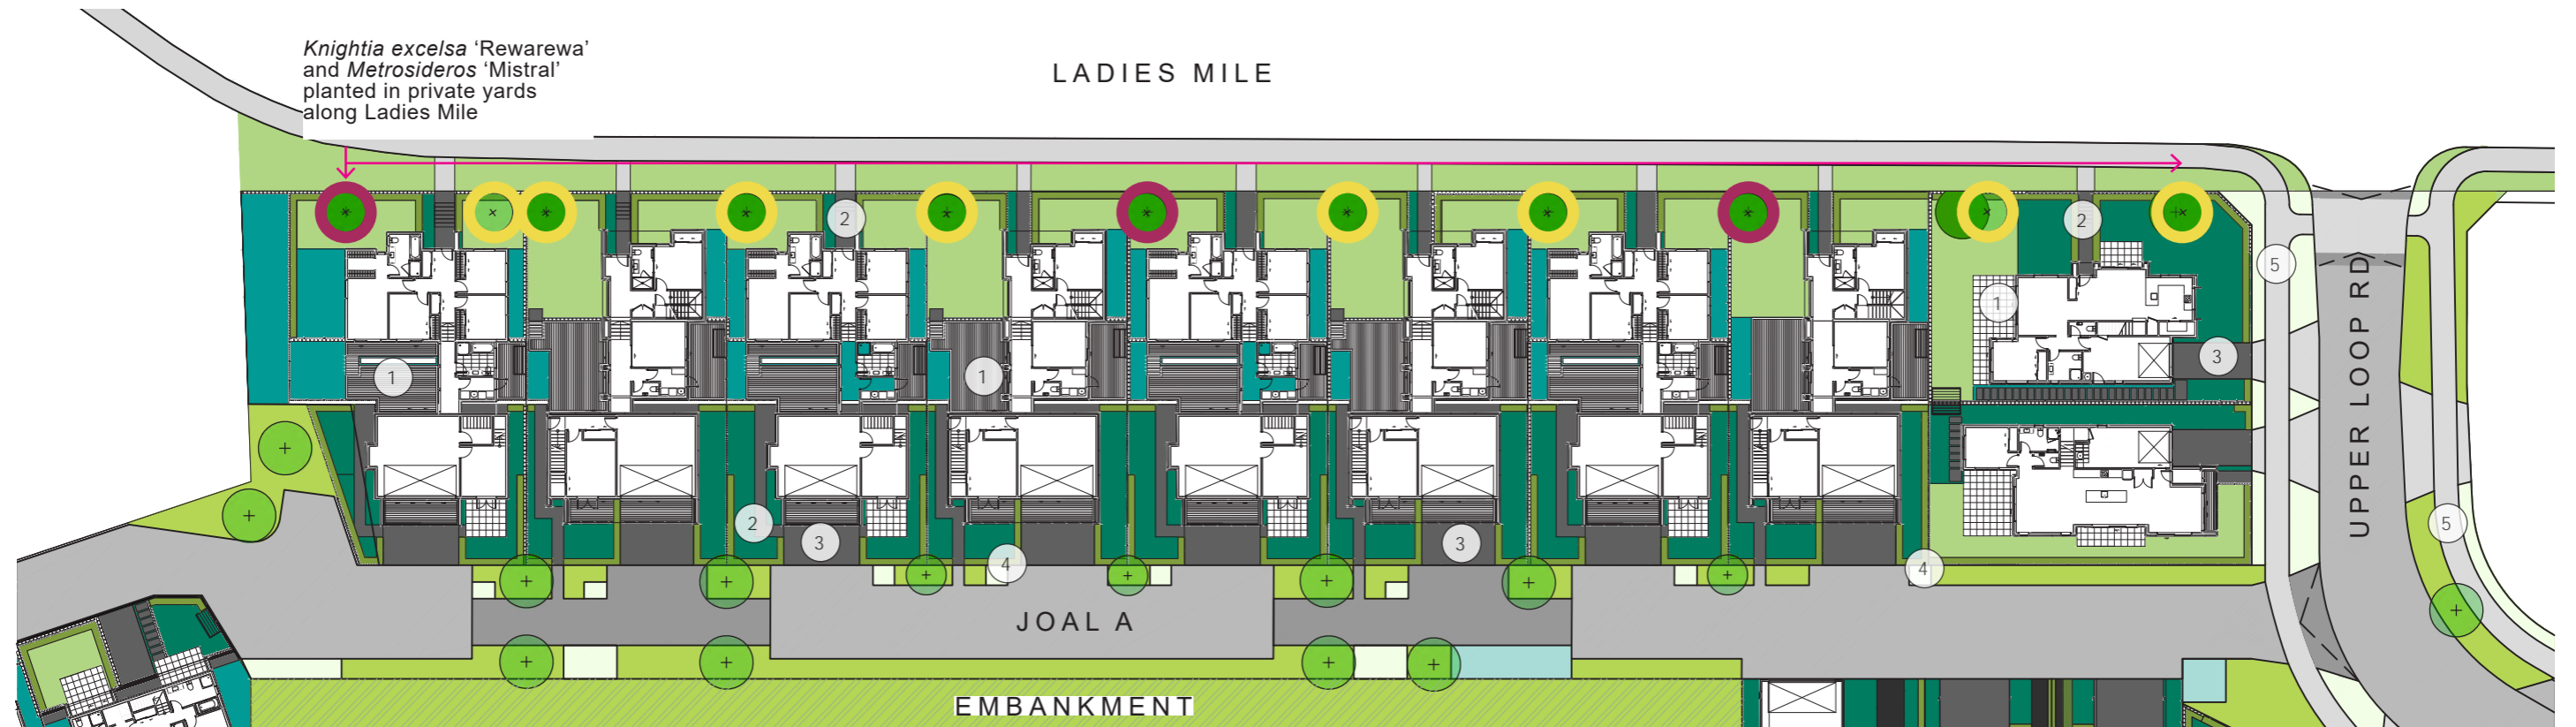 Knightia excelsa ‘Rewarewa’
and Metrosideros ‘Mistral’
planted in private yards
along Ladies Mile
LADIES MILE
2
2
5
1
3
1
1
UPPER LOOP RD
2
3
3
4
4
5
JOAL A
EMBANKMENT